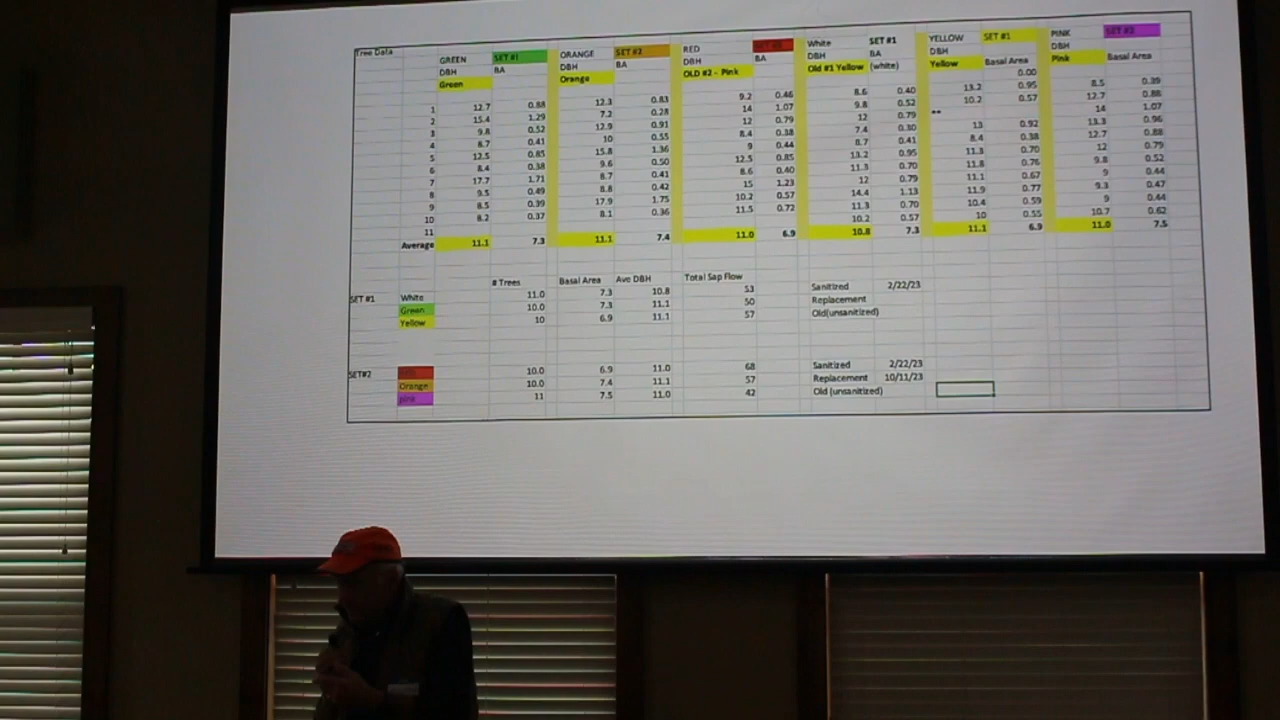 Tree Data GREEN SET #1 ORANGE SET #2 RED SET #2 White SET #1 YELLOW SET #1 PINK SET #2
DBH BA DBH BA DBH BA DBH BA DBH Basal Area DBH Basal Area
Green Orange OLD #2 - Pink Old #1 Yellow (white) Yellow Pink
0.00
1 12.7 0.88 12.3 0.83 9.2 0.46 8.6 0.40 13.2 0.95 8.5 0.39
2 15.4 1.29 7.2 0.28 14 1.07 9.8 0.52 10.2 0.57 12.7 0.88
3 9.8 0.52 12.9 0.91 12 0.79 12 0.79 ** 14 1.07
4 8.7 0.41 10 0.55 8.4 0.38 7.4 0.30 13 0.92 13.3 0.96
5 12.5 0.85 15.8 1.36 9 0.44 8.7 0.41 8.4 0.38 12.7 0.88
6 8.4 0.38 9.6 0.50 12.5 0.85 13.2 0.95 11.3 0.70 12 0.79
7 17.7 1.71 8.7 0.41 8.6 0.40 11.3 0.70 11.8 0.76 9.8 0.52
8 9.5 0.49 8.8 0.42 15 1.23 12 0.79 11.1 0.67 9 0.44
9 8.5 0.39 17.9 1.75 10.2 0.57 14.4 1.13 11.9 0.77 9.3 0.47
10 8.2 0.37 8.1 0.36 11.5 0.72 11.3 0.70 10.4 0.59 9 0.44
11 10.2 0.57 10 0.55 10.7 0.62
Average 11.1 7.3 11.1 7.4 11.0 6.9 10.8 7.3 11.1 6.9 11.0 7.5
# Trees Basal Area Ave DBH Total Sap Flow
SET #1 White 11.0 7.3 10.8 53 Sanitized 2/22/23
Green 10.0 7.3 11.1 50 Replacement
Yellow 10 6.9 11.1 57 Old(unsanitized)
SET#2 10.0 6.9 11.0 68 Sanitized 2/22/23
Orange 10.0 7.4 11.1 57 Replacement 10/11/23
pink 11 7.5 11.0 42 Old (unsanitized)